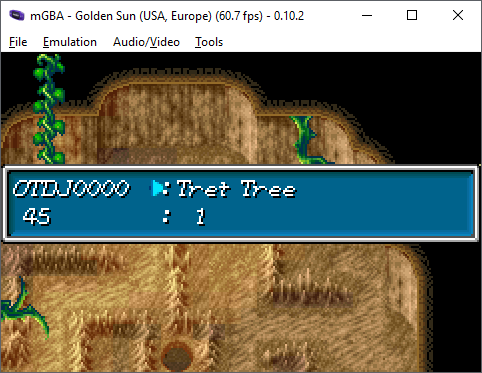 mGBA - Golden Sun (USA, Europe) (60.7 fps) - 0.10.2
File Emulation Audio/Video Tools
OTDJ0000 : Tret Tree
45 : 1